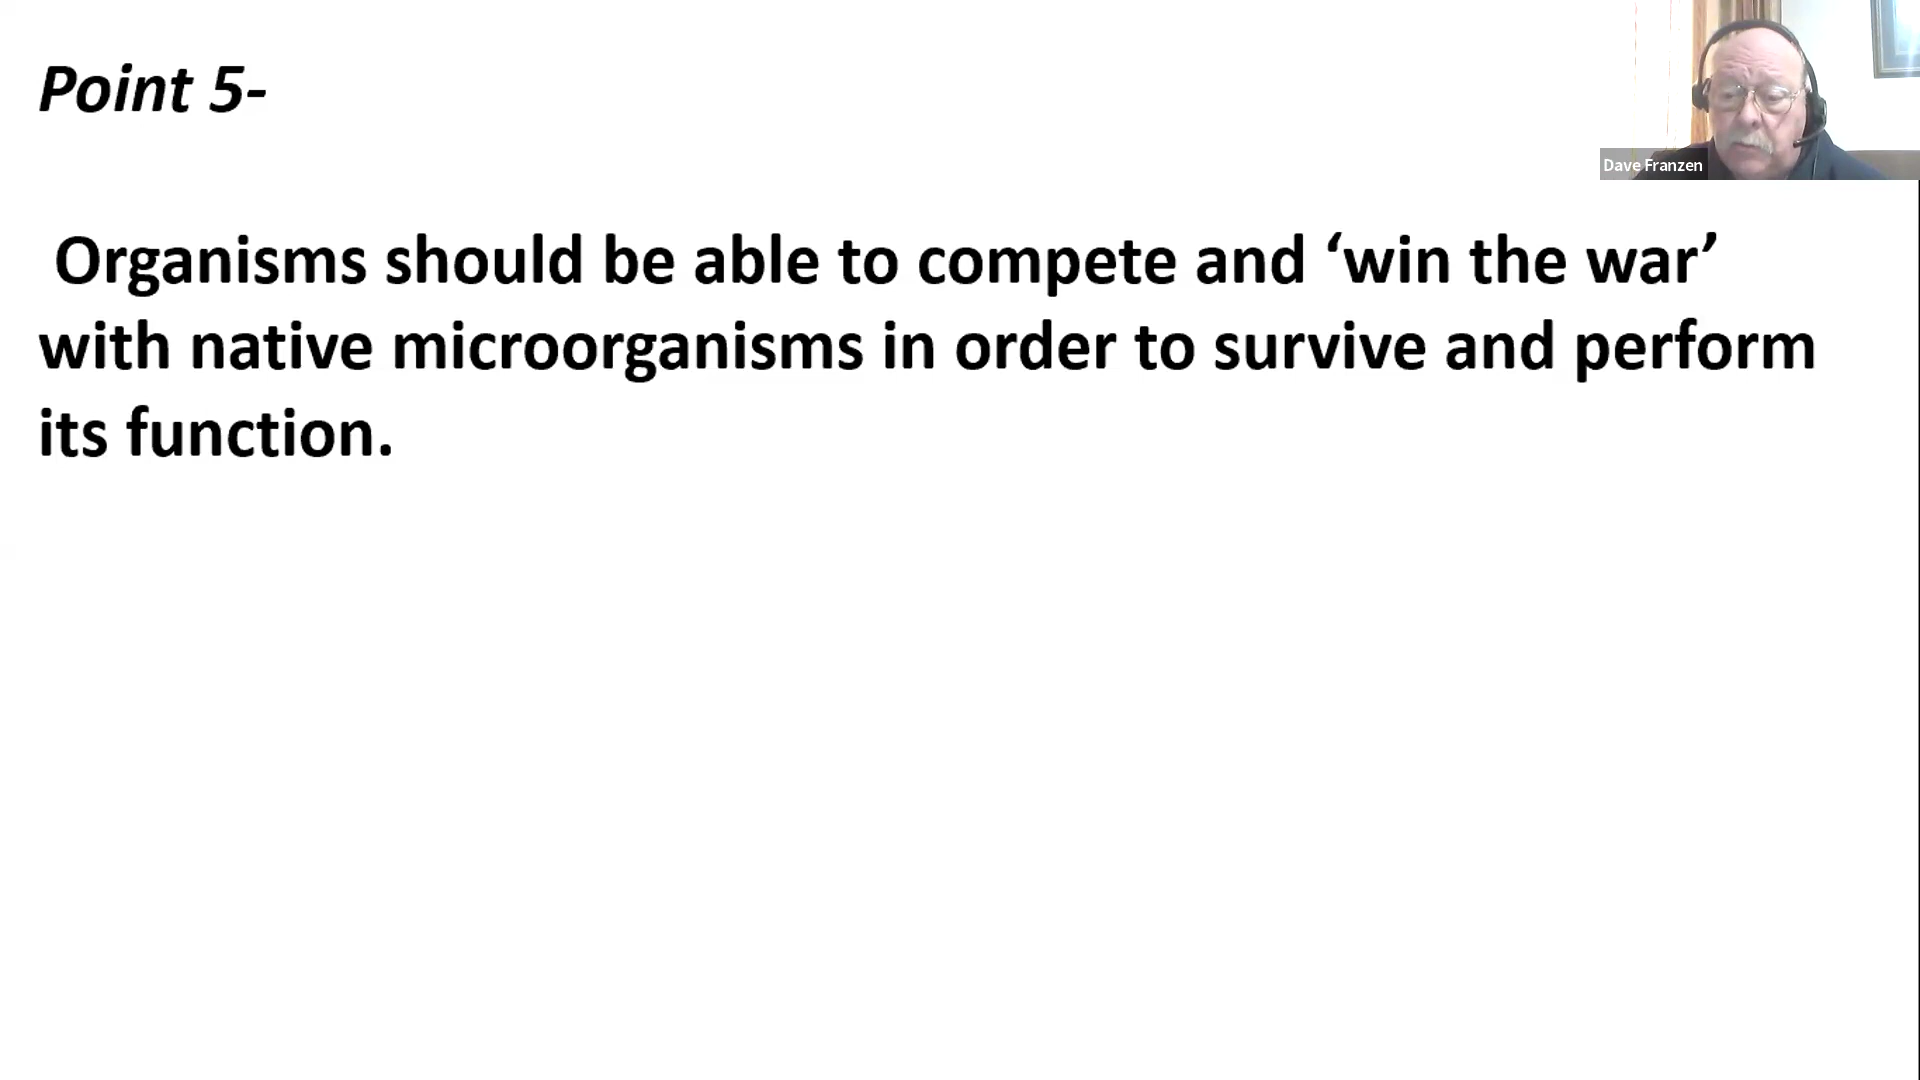 Point 5-
Dave Franzen
Organisms should be able to compete and ‘win the war’
with native microorganisms in order to survive and perform
its function.